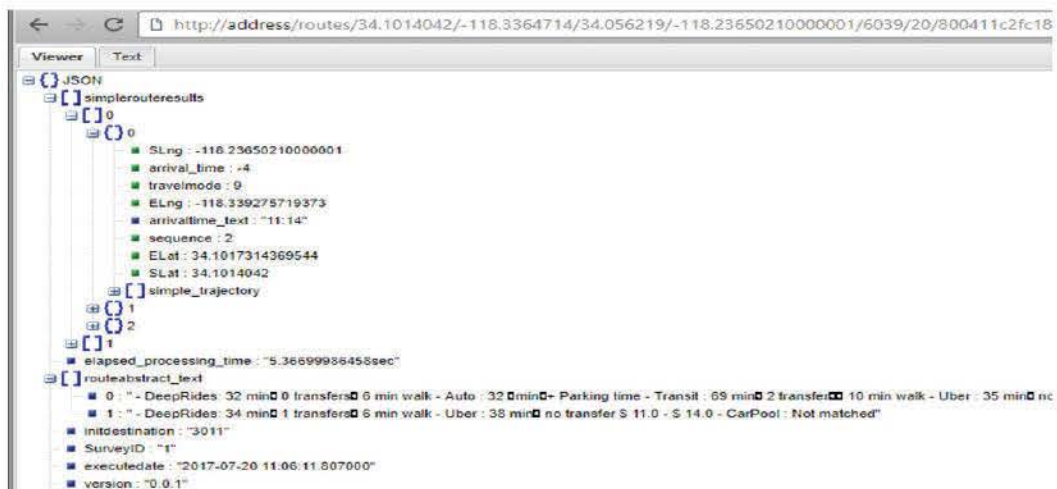 http://address/routes/34.1014042/-118.3364714/34.056219/-118.23650210000001/6039/20/800411c2fc18
Viewer Text
JSON
simplerouteresults
0
0
SLng : -118.23650210000001
arrival_time : -4
travelmode : 9
ELng : -118.339275719373
arrivaltime_text : "11:14"
sequence : 2
ELat : 34.1017314369544
SLat : 34.1014042
simple_trajectory
1
2
1
elapsed_processing_time : "5.36699986458sec"
routeabstract_text
0 : " - DeepRides: 32 min 0 transfers 6 min walk - Auto : 32 min + Parking time - Transit : 69 min 2 transfer 10 min walk - Uber : 35 min no
1 : " - DeepRides: 34 min 1 transfers 6 min walk - Uber : 38 min no transfer $ 11.0 - $ 14.0 - CarPool : Not matched"
initdestination : "3011"
SurveyID : "1"
executedate : "2017-07-20 11:06:11.807000"
version : "0.0.1"